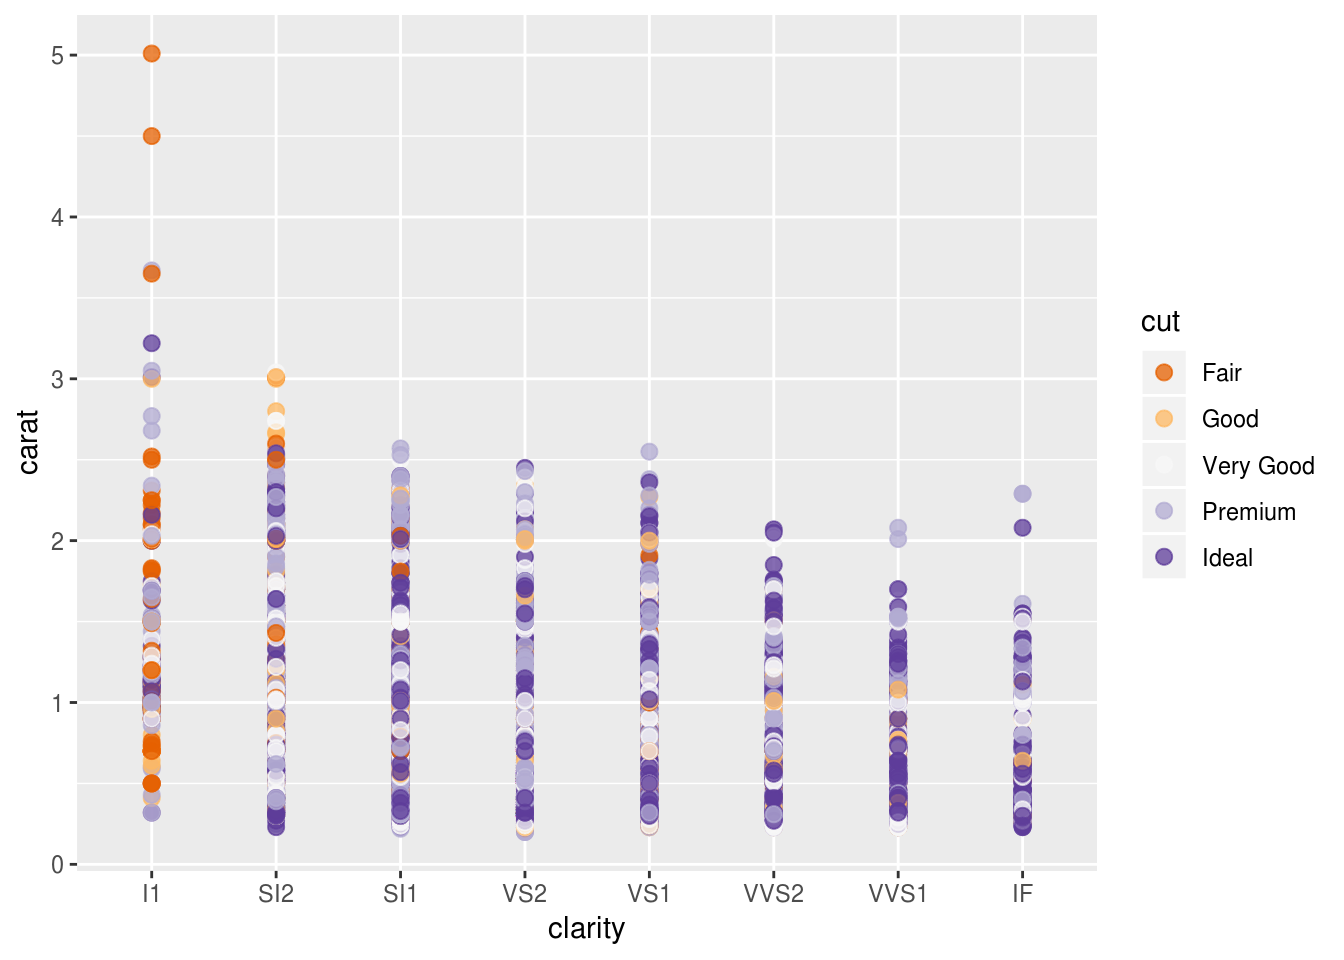 5
4
3
2
1
0
carat
I1 SI2 SI1 VS2 VS1 VVS2 VVS1 IF
clarity
cut
Fair
Good
Very Good
Premium
Ideal